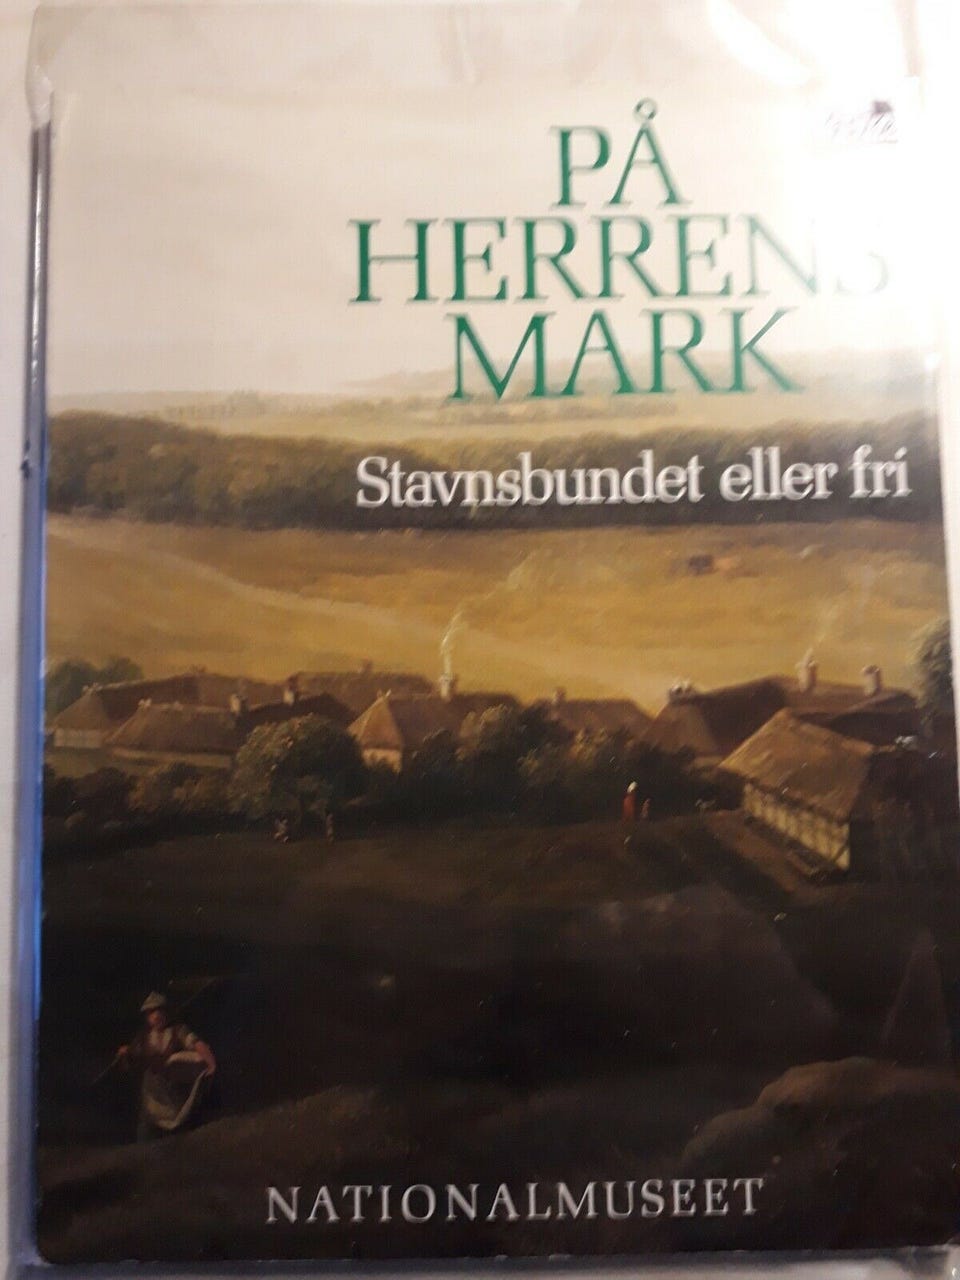 PÅ
HERRENS
MARK
Stavnsbundet eller fri
NATIONALMUSEET